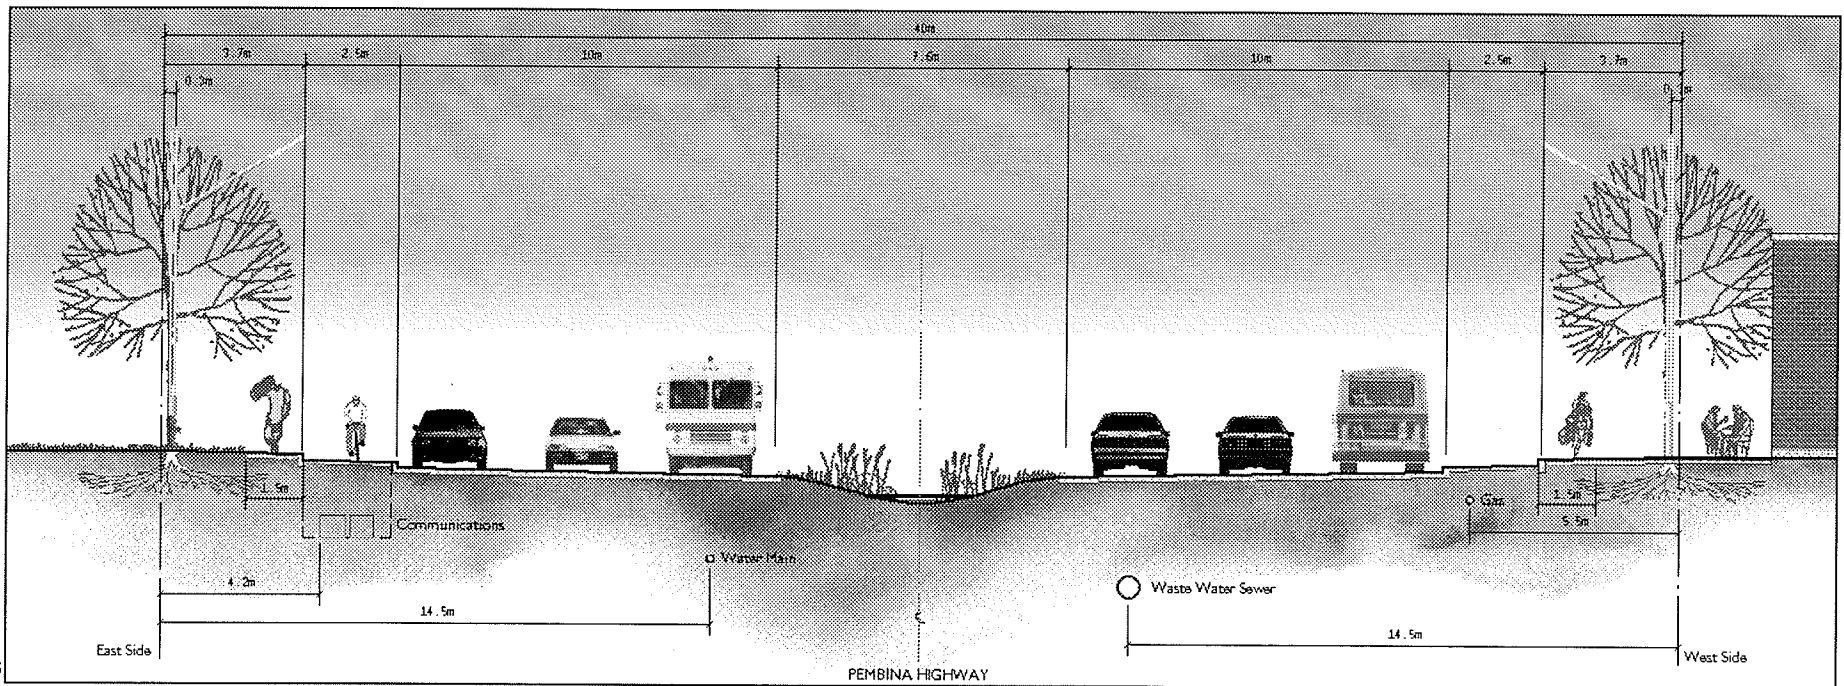 40m
3.7m 2.5m 10m 7.6m 10m 2.5m 3.7m
0.3m
Gas
1.5m 1.5m
Communications
5.5m
Water Main
4.2m
Waste Water Sewer
14.5m
14.5m
East Side
West Side
PEMBINA HIGHWAY